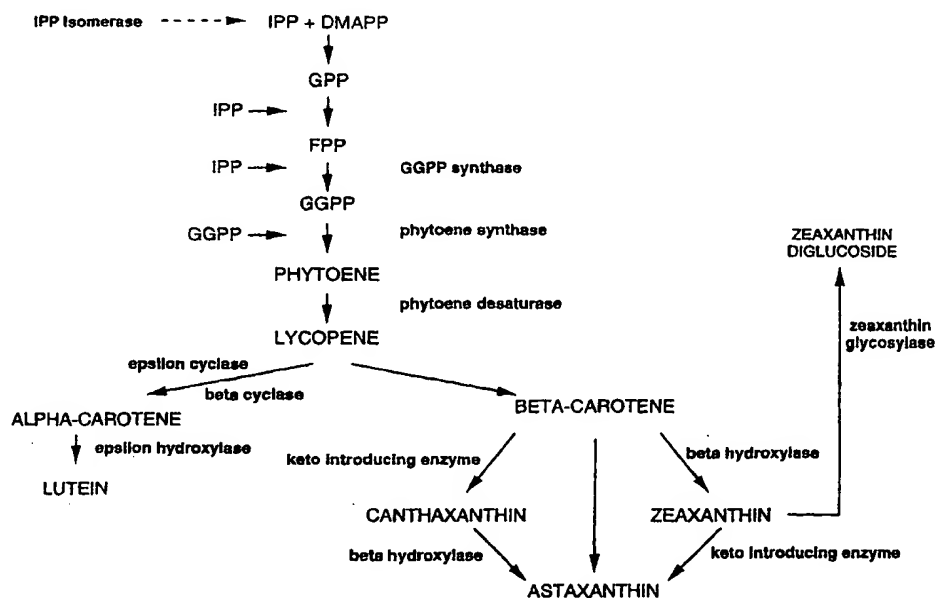 IPP Isomerase
IPP + DMAPP
GPP
IPP
FPP
IPP
GGPP synthase
GGPP
GGPP
phytoene synthase
PHYTOENE
phytoene desaturase
LYCOPENE
epsilon cyclase
beta cyclase
ALPHA-CAROTENE
epsilon hydroxylase
LUTEIN
BETA-CAROTENE
keto introducing enzyme
beta hydroxylase
CANTHAXANTHIN
ZEAXANTHIN
beta hydroxylase
keto introducing enzyme
ASTAXANTHIN
ZEAXANTHIN
DIGLUCOSIDE
zeaxanthin
glycosylase